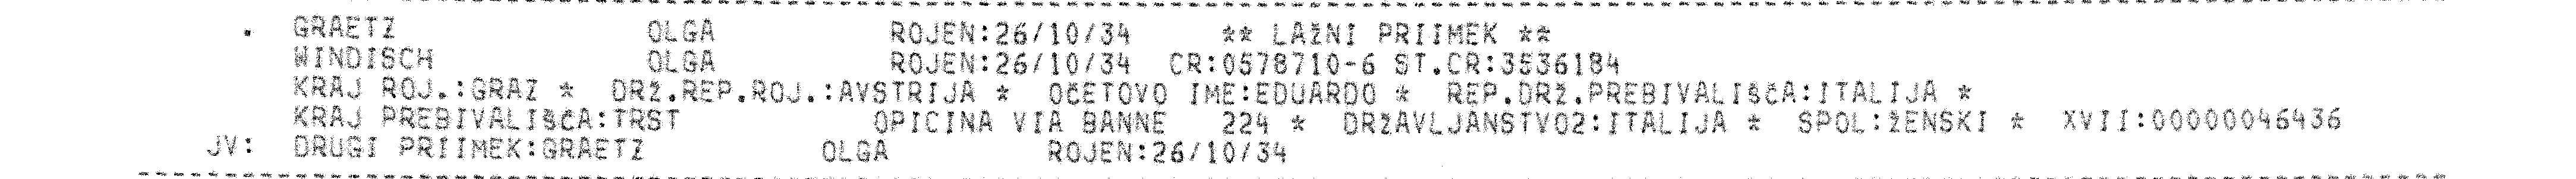 . GRAETZ OLGA ROJEN:26/10/34 ** LAŽNI PRIIMEK **
WINDISCH OLGA ROJEN:26/10/34 CR:0578710-6 ST.CR:3536184
KRAJ ROJ.:GRAZ * DRŽ.REP.ROJ.:AVSTRIJA * OČETOVO IME:EDUARDO * REP.DRŽ.PREBIVALIŠČA:ITALIJA *
KRAJ PREBIVALIŠČA:TRST OPICINA VIA BANNE 224 * DRŽAVLJANSTVO2:ITALIJA * SPOL:ŽENSKI * XVII:00000046436
JV: DRUGI PRIIMEK:GRAETZ OLGA ROJEN:26/10/34